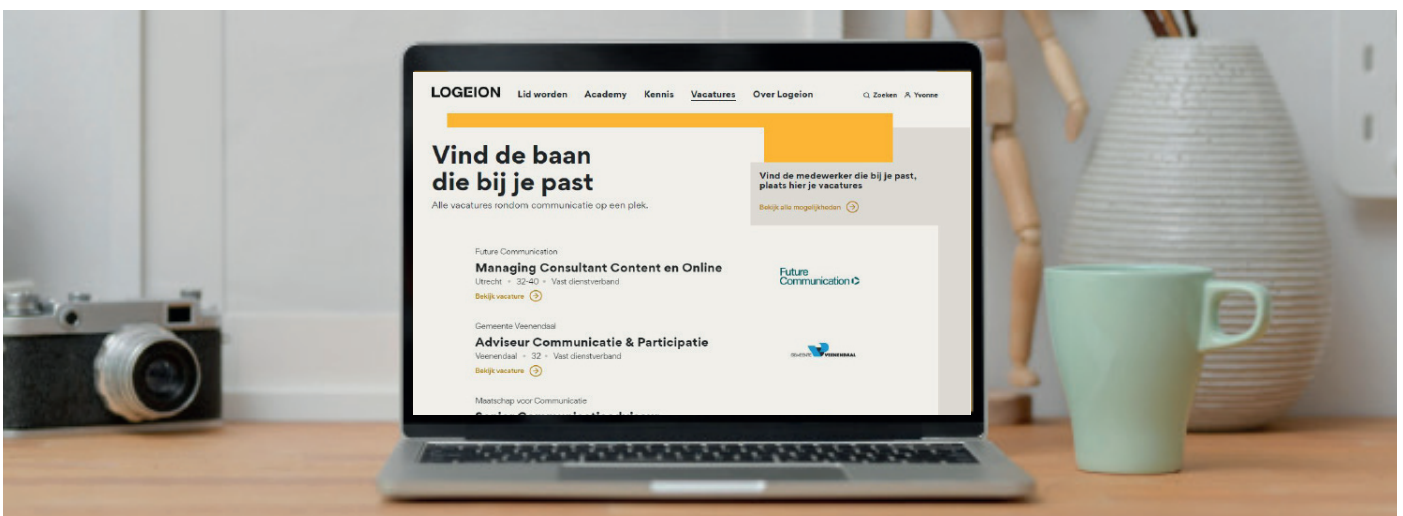 LOGEION Lid worden Academy Kennis Vacatures Over Logeion Zoeken Yvonne
Vind de baan
die bij je past
Alle vacatures rondom communicatie op een plek.
Vind de medewerker die bij je past,
plaats hier je vacatures
Bekijk alle mogelijkheden
Future Communication
Managing Consultant Content en Online
Utrecht • 32-40 • Vast dienstverband
Bekijk vacature
Future
Communication
Gemeente Veenendaal
Adviseur Communicatie & Participatie
Veenendaal • 32 • Vast dienstverband
Bekijk vacature
GEMEENTE VEENENDAAL
Maatschap voor Communicatie